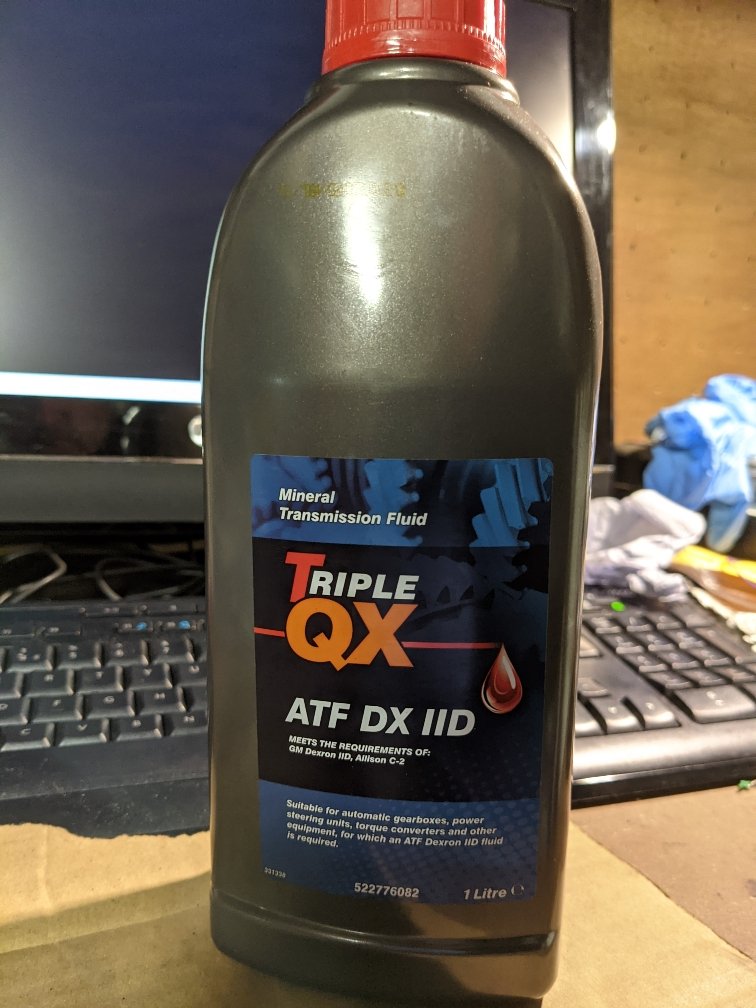 Mineral
Transmission Fluid
TRIPLE
QX
ATF DX IID
MEETS THE REQUIREMENTS OF:
GM Dexron IID, Allison C-2
Suitable for automatic gearboxes, power
steering units, torque converters and other
equipment, for which an ATF Dexron IID fluid
is required.
331338
522776082
1 Litre ℮